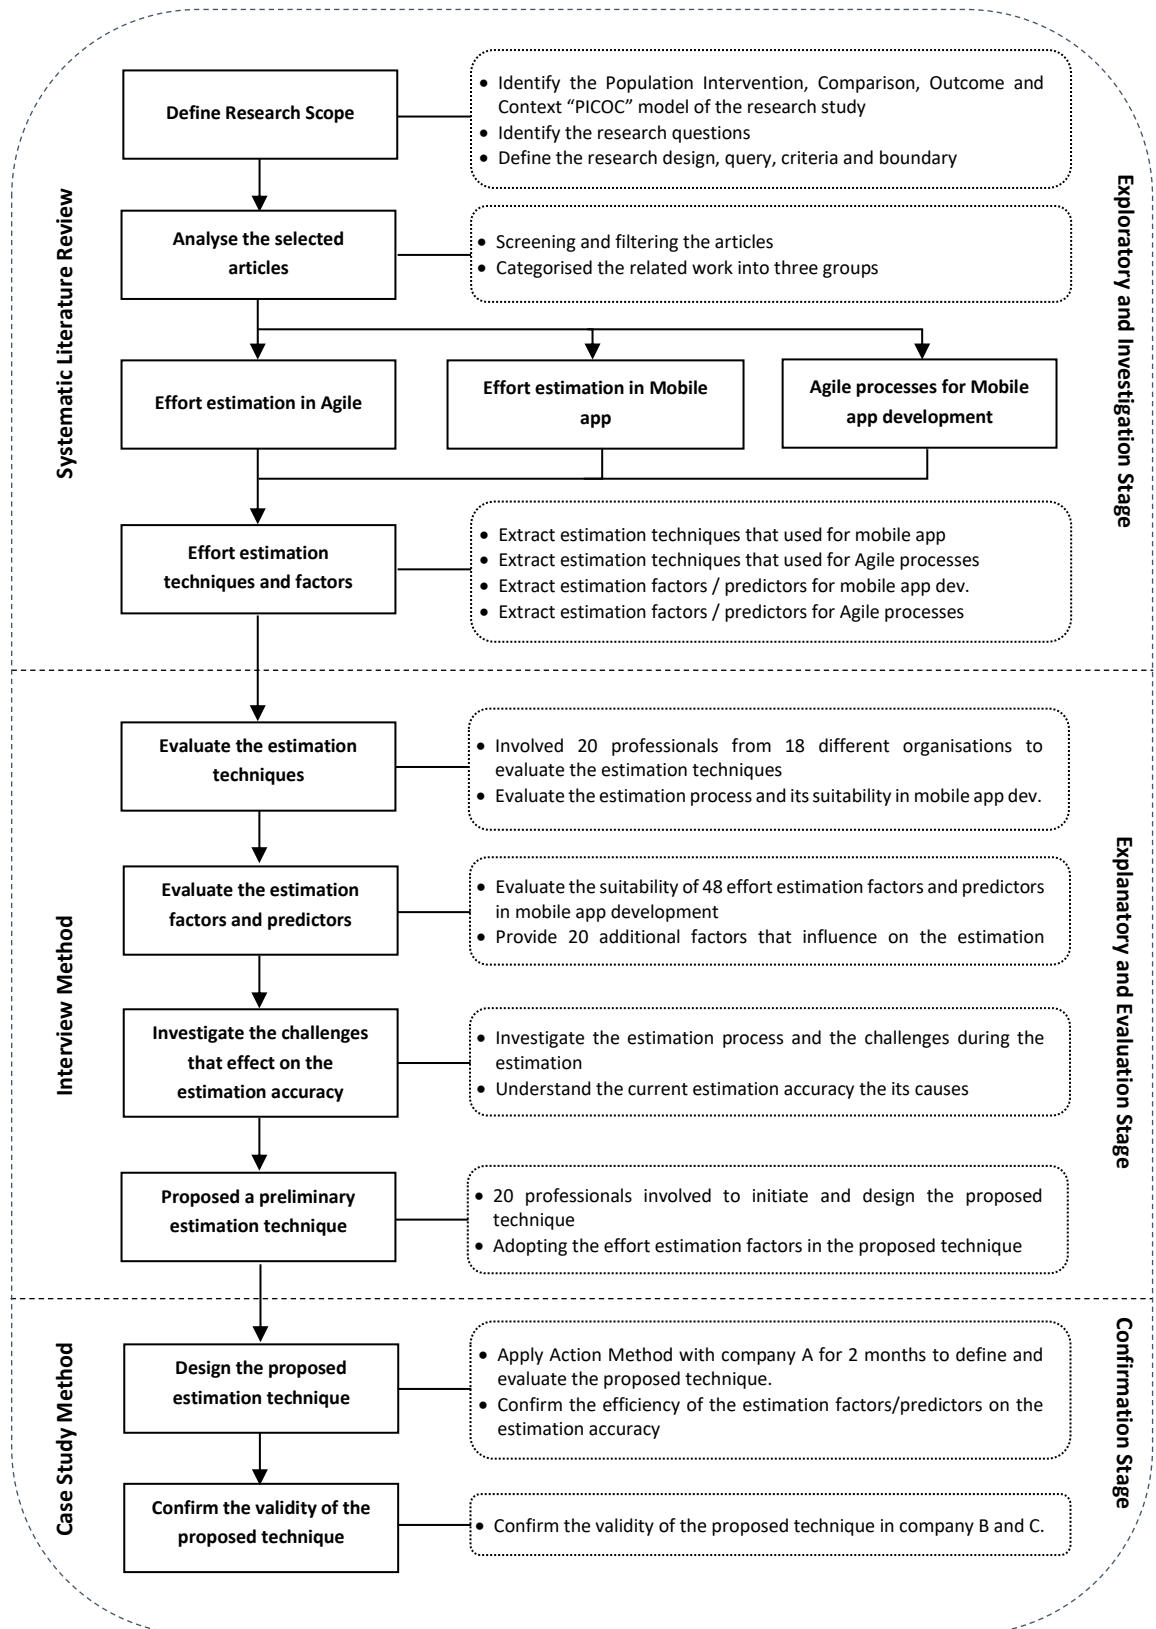 Systematic Literature Review
Exploratory and Investigation Stage
Define Research Scope
• Identify the Population Intervention, Comparison, Outcome and
Context “PICOC” model of the research study
• Identify the research questions
• Define the research design, query, criteria and boundary
Analyse the selected
articles
• Screening and filtering the articles
• Categorised the related work into three groups
Effort estimation in Agile
Effort estimation in Mobile
app
Agile processes for Mobile
app development
Effort estimation
techniques and factors
• Extract estimation techniques that used for mobile app
• Extract estimation techniques that used for Agile processes
• Extract estimation factors / predictors for mobile app dev.
• Extract estimation factors / predictors for Agile processes
Interview Method
Explanatory and Evaluation Stage
Evaluate the estimation
techniques
• Involved 20 professionals from 18 different organisations to
evaluate the estimation techniques
• Evaluate the estimation process and its suitability in mobile app dev.
Evaluate the estimation
factors and predictors
• Evaluate the suitability of 48 effort estimation factors and predictors
in mobile app development
• Provide 20 additional factors that influence on the estimation
Investigate the challenges
that effect on the
estimation accuracy
• Investigate the estimation process and the challenges during the
estimation
• Understand the current estimation accuracy the its causes
Proposed a preliminary
estimation technique
• 20 professionals involved to initiate and design the proposed
technique
• Adopting the effort estimation factors in the proposed technique
Case Study Method
Confirmation Stage
Design the proposed
estimation technique
• Apply Action Method with company A for 2 months to define and
evaluate the proposed technique.
• Confirm the efficiency of the estimation factors/predictors on the
estimation accuracy
Confirm the validity of the
proposed technique
• Confirm the validity of the proposed technique in company B and C.